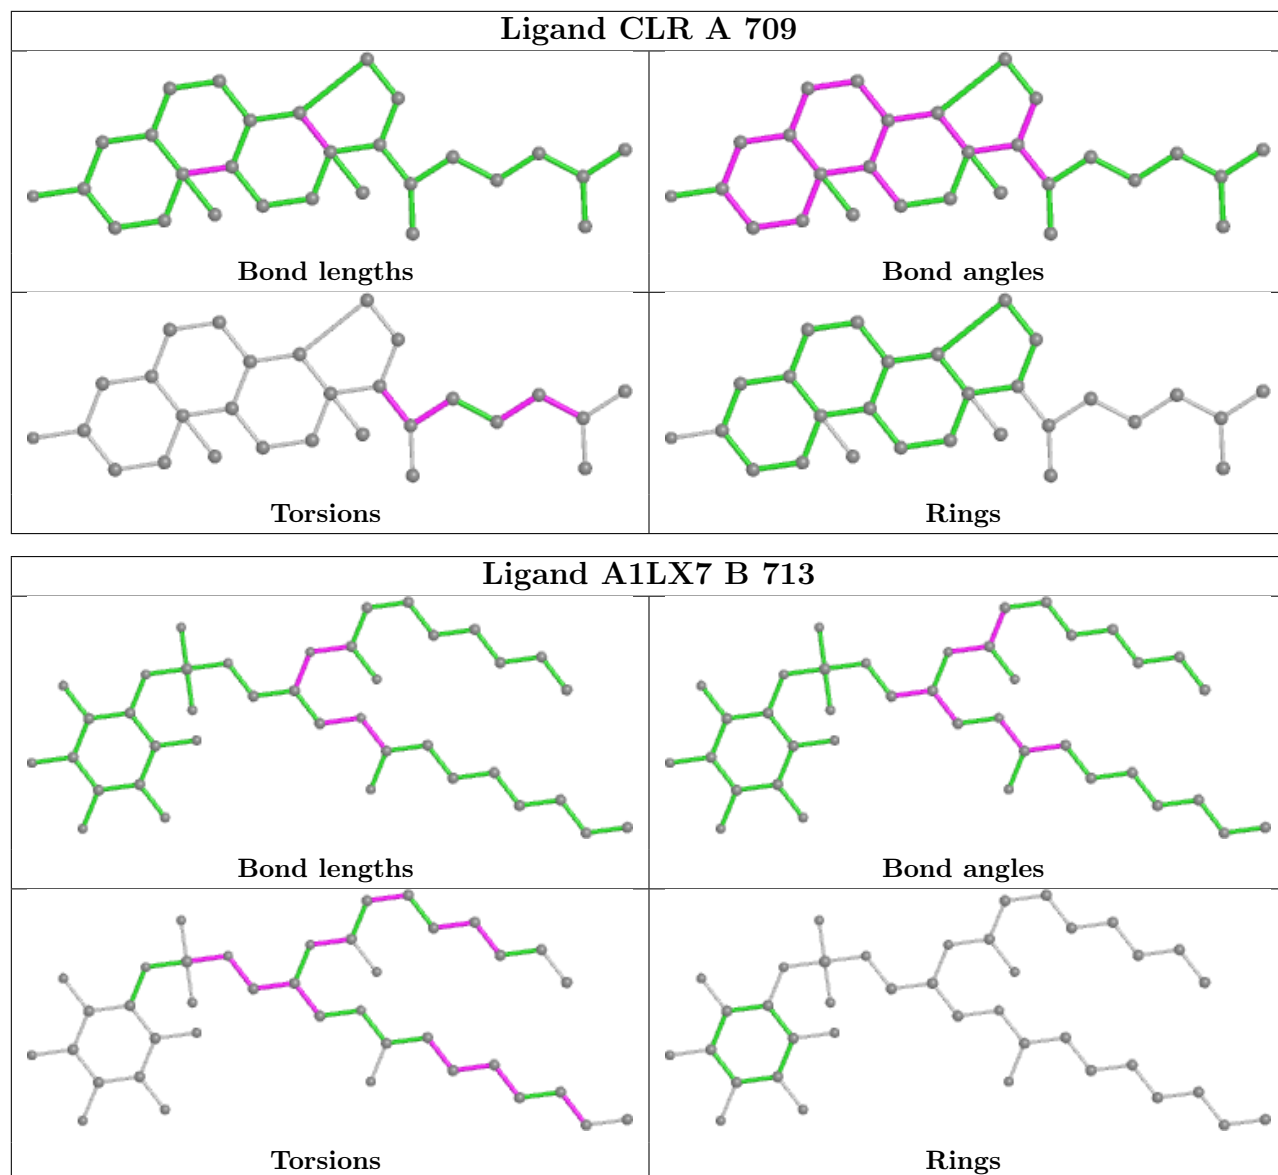 Ligand CLR A 709
Bond lengths
Bond angles
Torsions
Rings
Ligand A1LX7 B 713
Bond lengths
Bond angles
Torsions
Rings